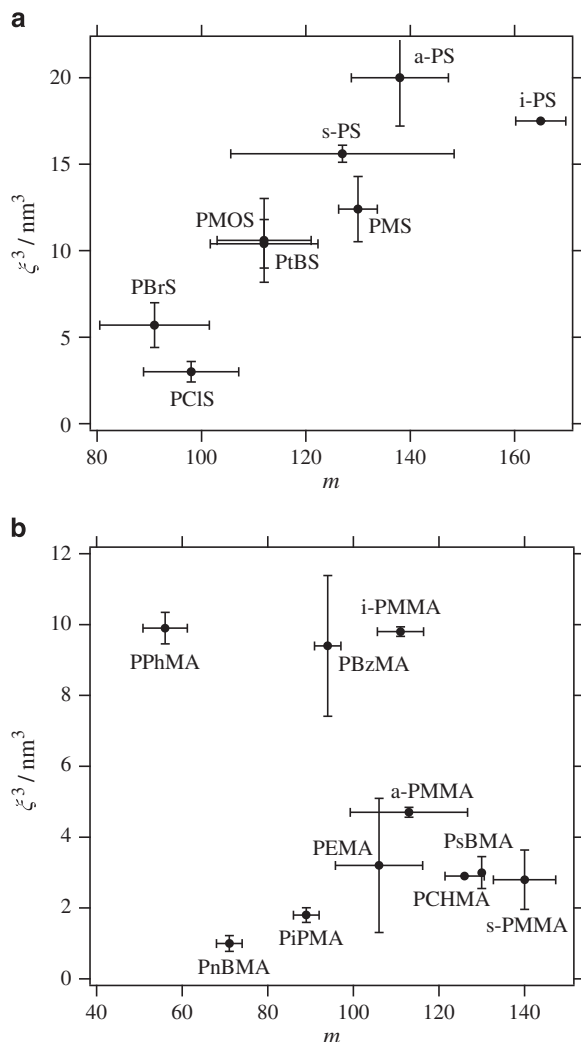 a
20
15
10
5
0
ξ³ / nm³
a-PS
i-PS
s-PS
PMOS
PMS
PtBS
PBrS
PClS
80 100 120 140 160
m
b
12
10
8
6
4
2
0
ξ³ / nm³
i-PMMA
PPhMA
PBzMA
a-PMMA
PEMA
PsBMA
PCHMA
s-PMMA
PiPMA
PnBMA
40 60 80 100 120 140
m